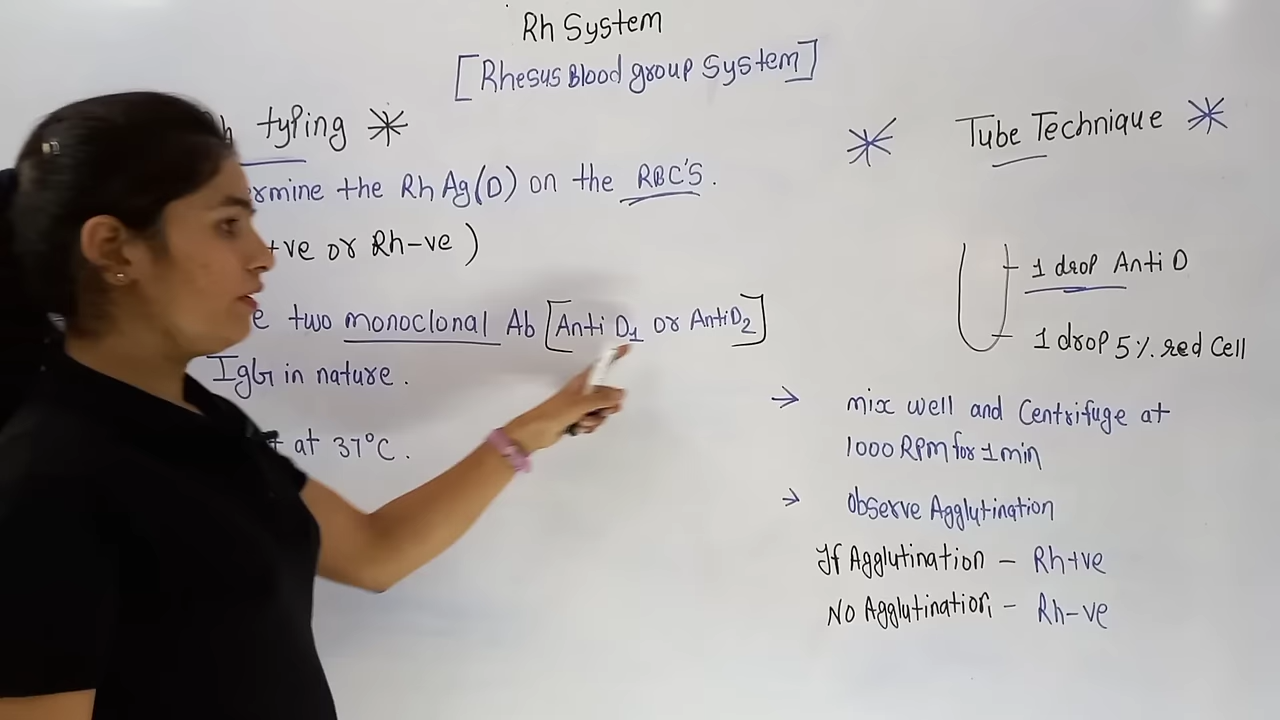 Rh System
[Rhesus Blood group System]
typing
the Rh Ag(D) on the RBC'S.
+ve or Rh-ve )
two monoclonal Ab [Anti D1 or Anti D2]
IgG in nature.
at 37°C.
Tube Technique
1 drop Anti D
1 drop 5% red Cell
→ mix well and Centrifuge at
1000 RPM for 1 min
→ Observe Agglutination
If Agglutination - Rh+ve
No Agglutination - Rh-ve